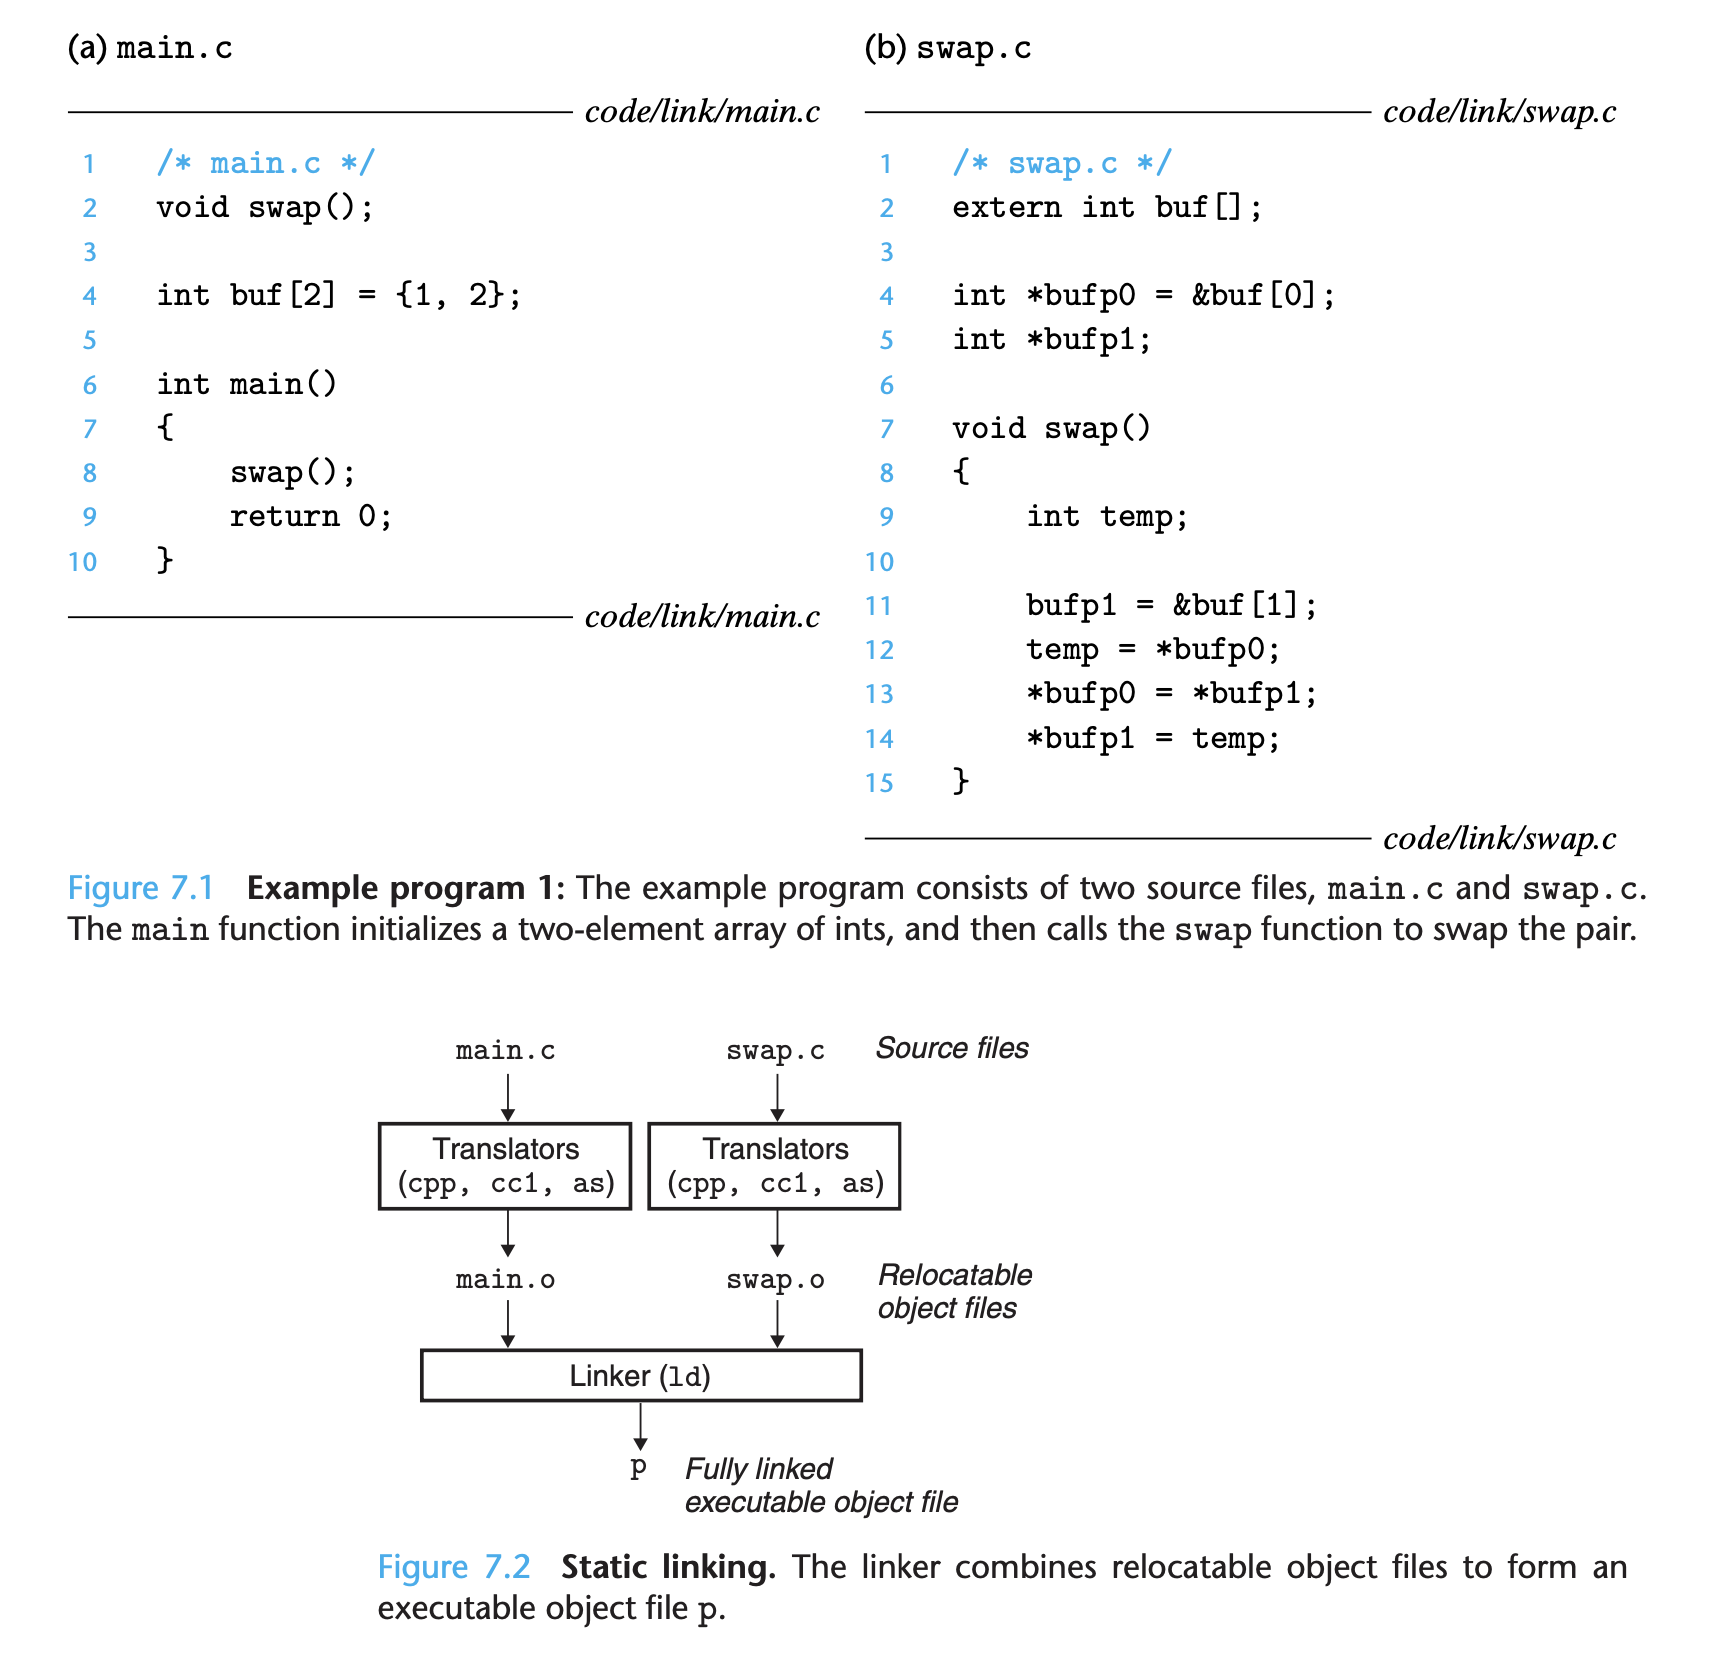 (a) main.c
code/link/main.c
1 /* main.c */
2 void swap();
3
4 int buf[2] = {1, 2};
5
6 int main()
7 {
8     swap();
9     return 0;
10 }
code/link/main.c
(b) swap.c
code/link/swap.c
1 /* swap.c */
2 extern int buf[];
3
4 int *bufp0 = &buf[0];
5 int *bufp1;
6
7 void swap()
8 {
9     int temp;
10
11     bufp1 = &buf[1];
12     temp = *bufp0;
13     *bufp0 = *bufp1;
14     *bufp1 = temp;
15 }
code/link/swap.c
Figure 7.1 Example program 1: The example program consists of two source files, main.c and swap.c.
The main function initializes a two-element array of ints, and then calls the swap function to swap the pair.
main.c swap.c Source files
Translators
(cpp, cc1, as)
Translators
(cpp, cc1, as)
main.o swap.o Relocatable
object files
Linker (ld)
p Fully linked
executable object file
Figure 7.2 Static linking. The linker combines relocatable object files to form an
executable object file p.